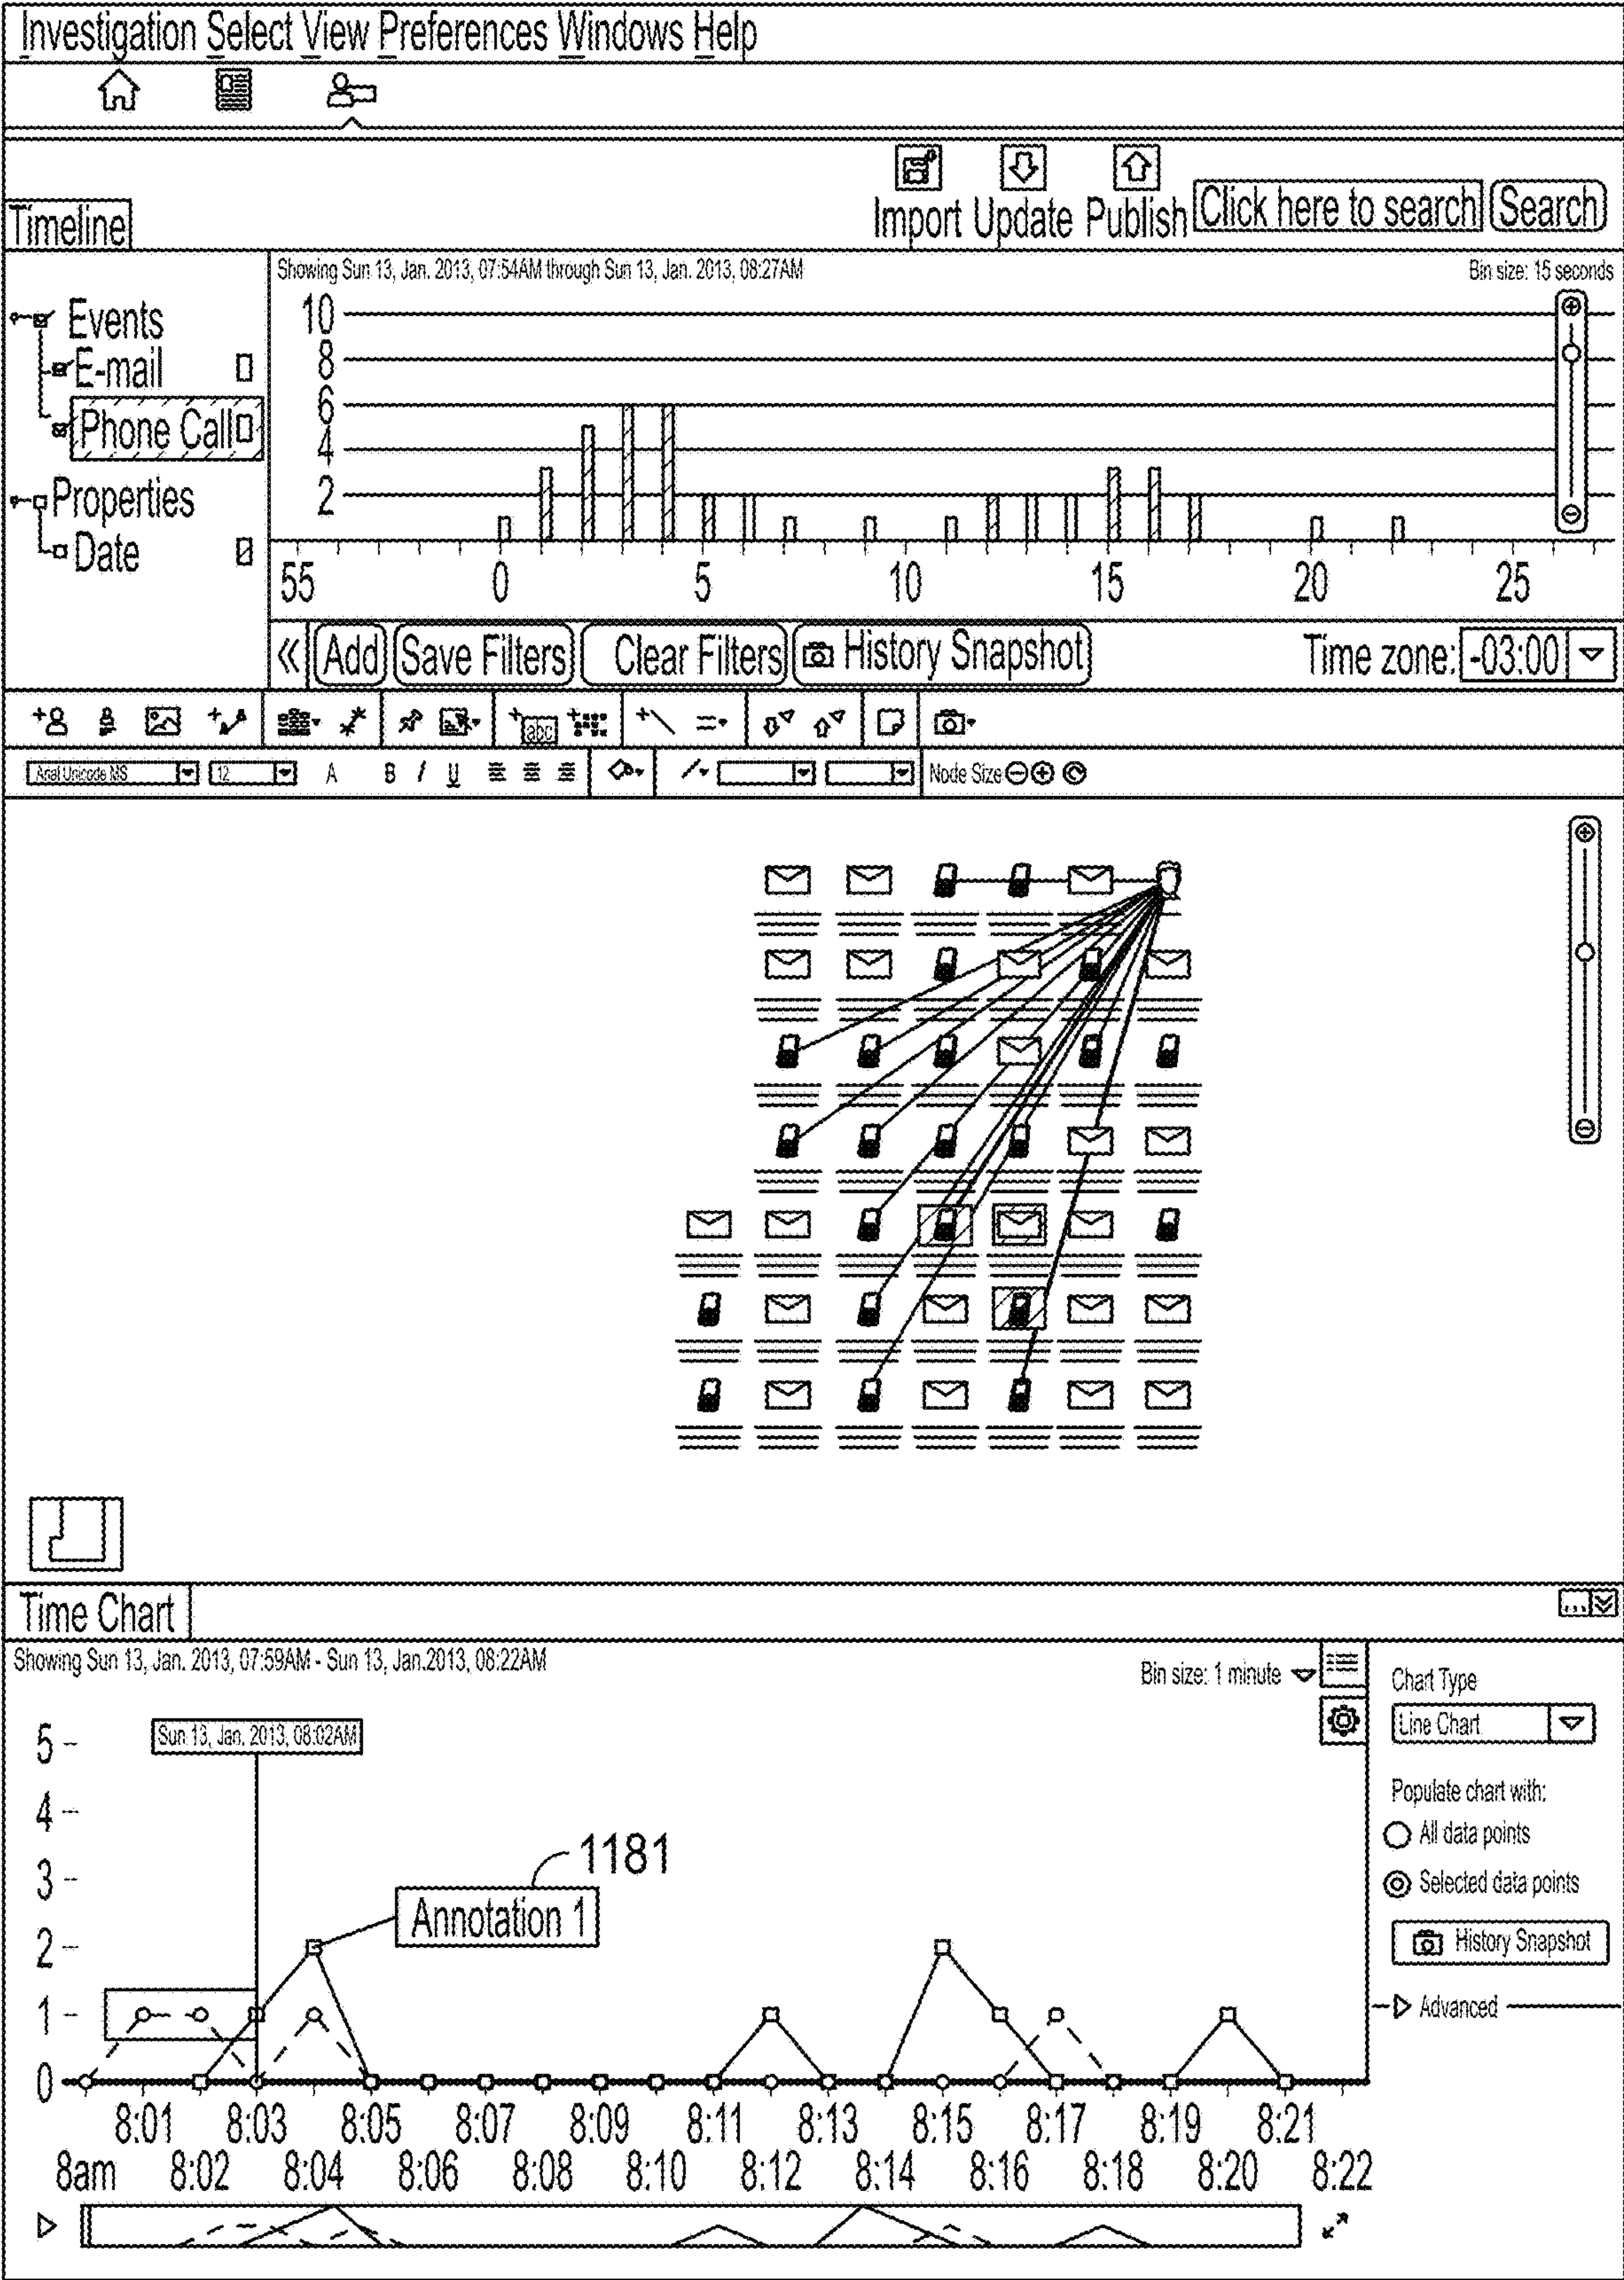 Investigation Select View Preferences Windows Help
Import Update Publish Click here to search Search
Timeline
Showing Sun 13, Jan. 2013, 07:54AM through Sun 13, Jan. 2013, 08:27AM
Bin size: 15 seconds
Events
E-mail
Phone Call
Properties
Date
10
8
6
4
2
55 0 5 10 15 20 25
« Add Save Filters Clear Filters History Snapshot Time zone: -03:00
abc
Arial Unicode MS 12 A B I U Node Size
Time Chart
Showing Sun 13, Jan. 2013, 07:59AM - Sun 13, Jan.2013, 08:22AM
Bin size: 1 minute
Chart Type
Line Chart
Populate chart with:
All data points
Selected data points
History Snapshot
Advanced
Sun 13, Jan. 2013, 08:02AM
1181
Annotation 1
5
4
3
2
1
0
8:01 8:03 8:05 8:07 8:09 8:11 8:13 8:15 8:17 8:19 8:21
8am 8:02 8:04 8:06 8:08 8:10 8:12 8:14 8:16 8:18 8:20 8:22